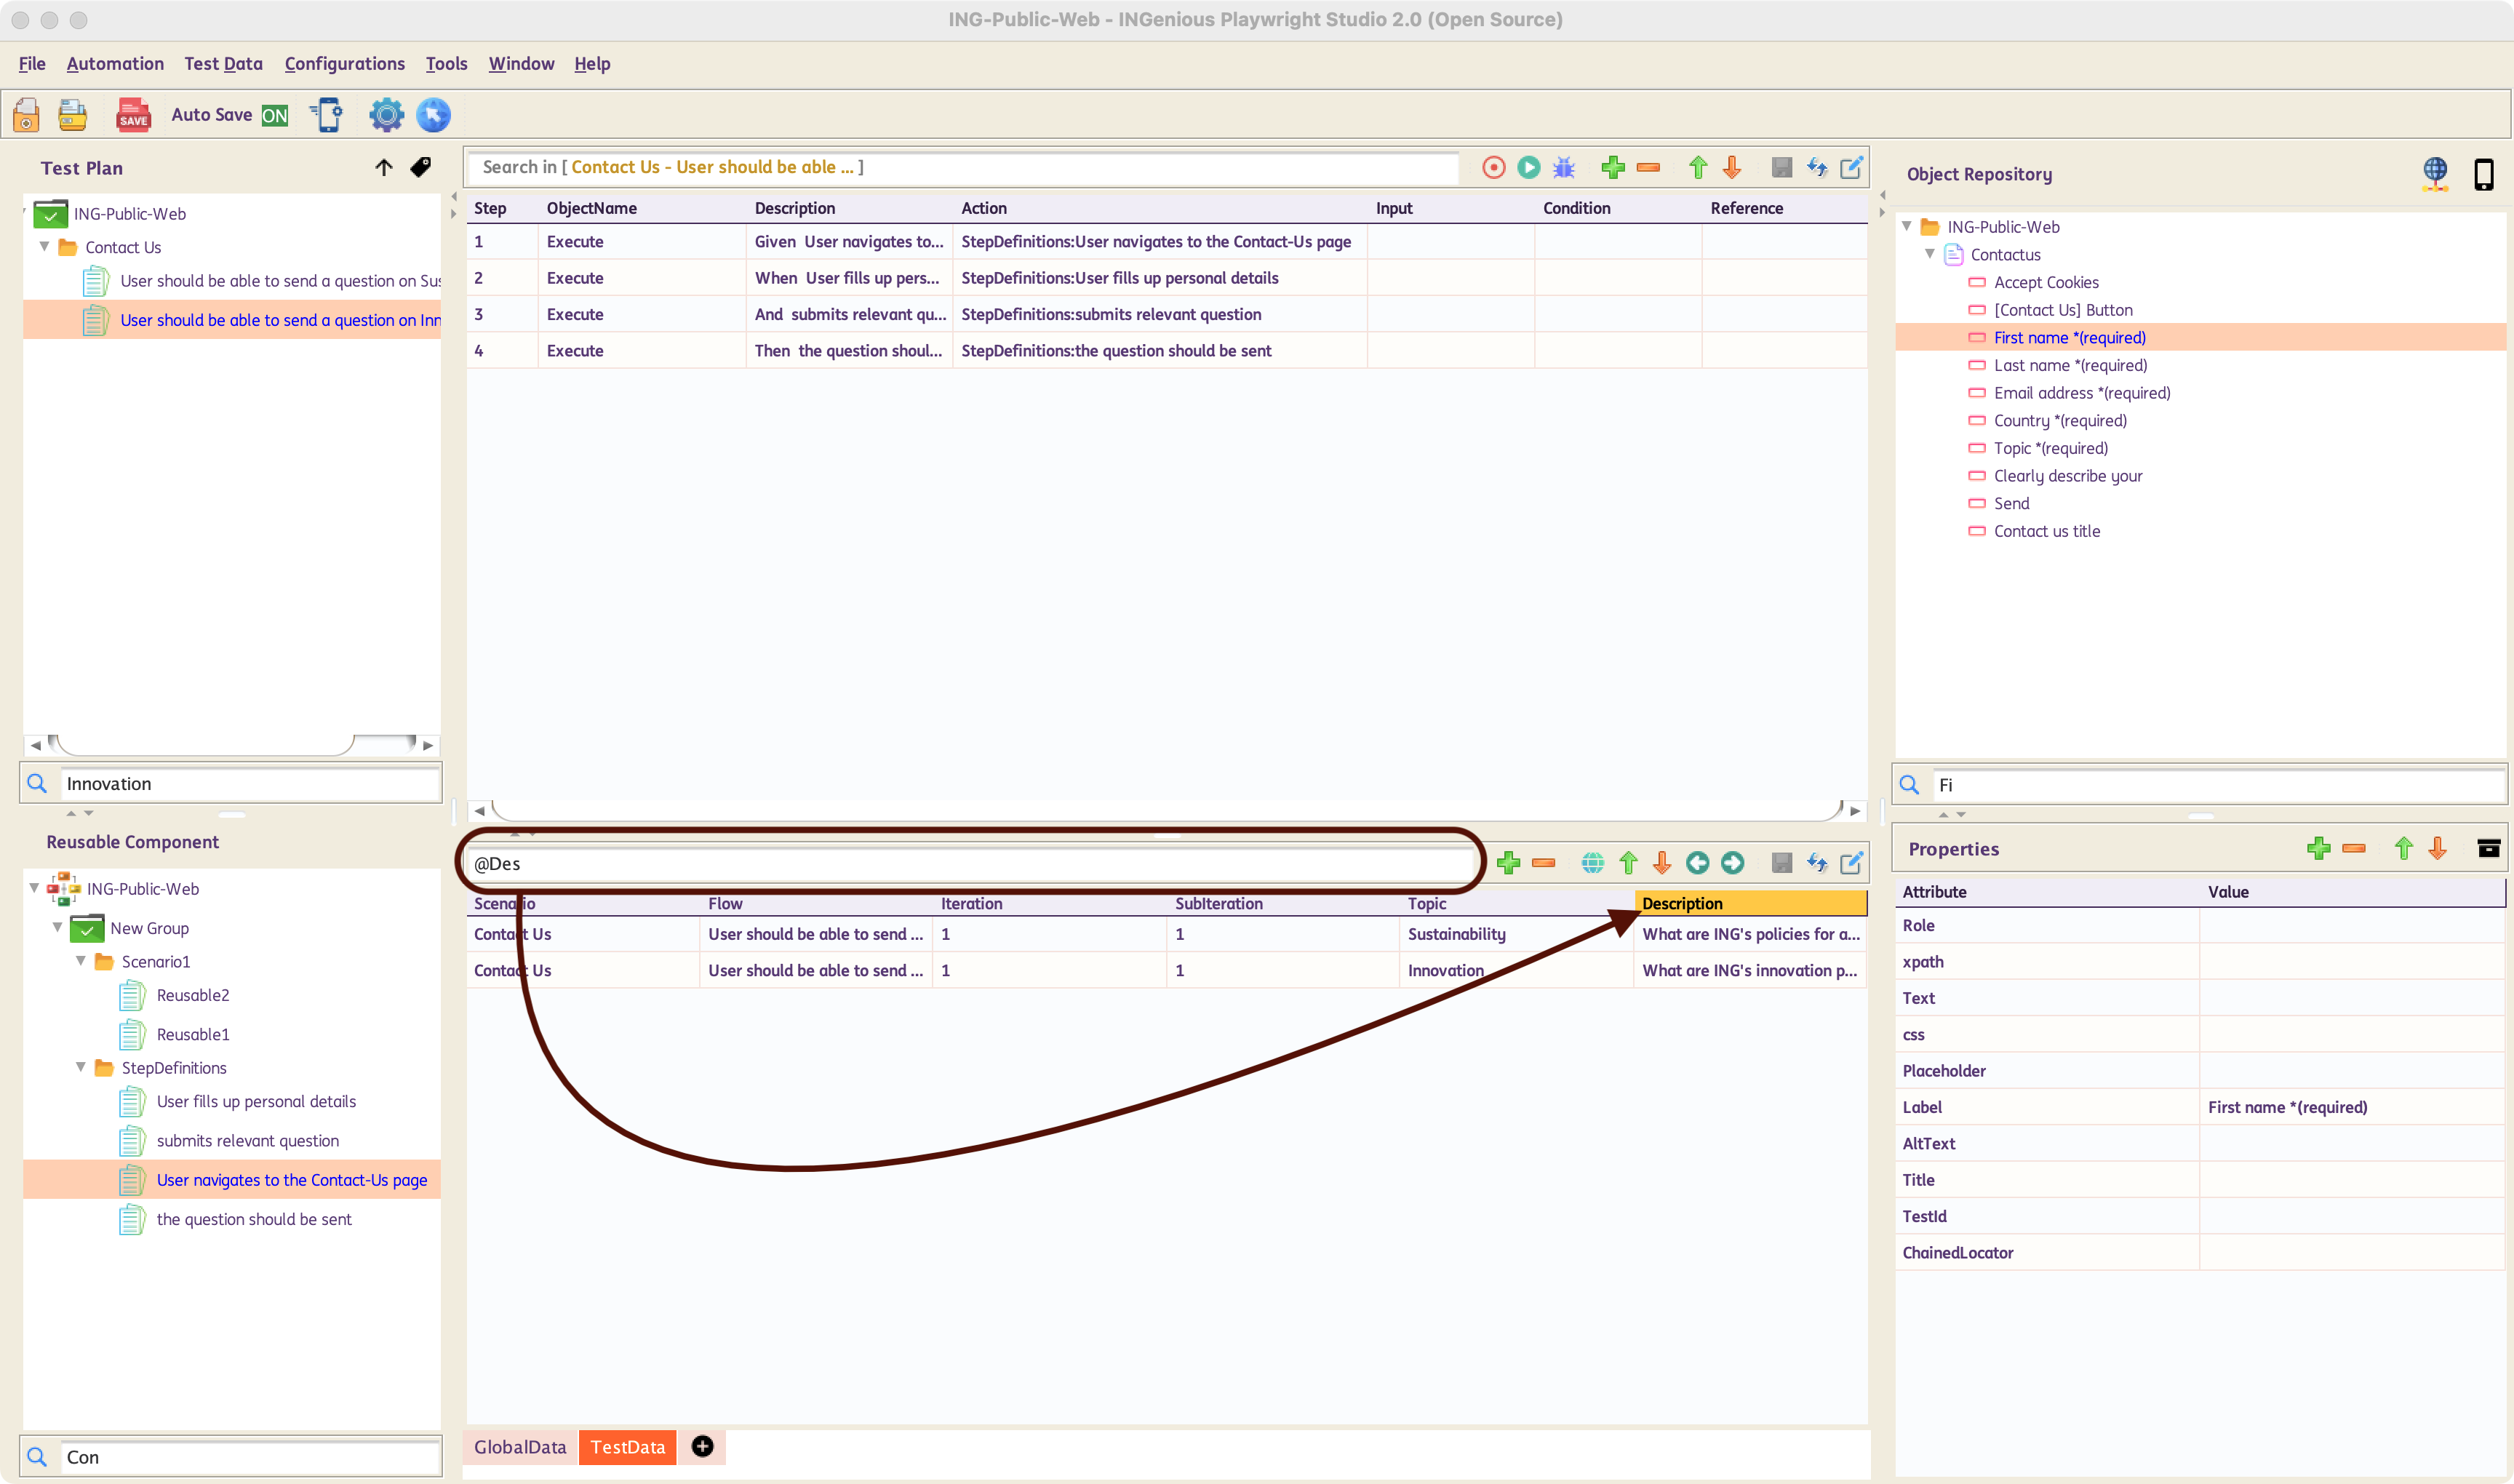 ING-Public-Web - INGenious Playwright Studio 2.0 (Open Source)
File Automation Test Data Configurations Tools Window Help
SAVE Auto Save ON
Test Plan
ING-Public-Web
Contact Us
User should be able to send a question on Sus
User should be able to send a question on Inn
Innovation
Reusable Component
ING-Public-Web
New Group
Scenario1
Reusable2
Reusable1
StepDefinitions
User fills up personal details
submits relevant question
User navigates to the Contact-Us page
the question should be sent
Con
Search in [ Contact Us - User should be able ... ]
Step ObjectName Description Action Input Condition Reference
1 Execute Given User navigates to... StepDefinitions:User navigates to the Contact-Us page
2 Execute When User fills up pers... StepDefinitions:User fills up personal details
3 Execute And submits relevant qu... StepDefinitions:submits relevant question
4 Execute Then the question shoul... StepDefinitions:the question should be sent
@Des
Scenario Flow Iteration SubIteration Topic Description
Contact Us User should be able to send ... 1 1 Sustainability What are ING's policies for a...
Contact Us User should be able to send ... 1 1 Innovation What are ING's innovation p...
GlobalData TestData
Object Repository
ING-Public-Web
Contactus
Accept Cookies
[Contact Us] Button
First name *(required)
Last name *(required)
Email address *(required)
Country *(required)
Topic *(required)
Clearly describe your
Send
Contact us title
Fi
Properties
Attribute Value
Role
xpath
Text
css
Placeholder
Label First name *(required)
AltText
Title
TestId
ChainedLocator